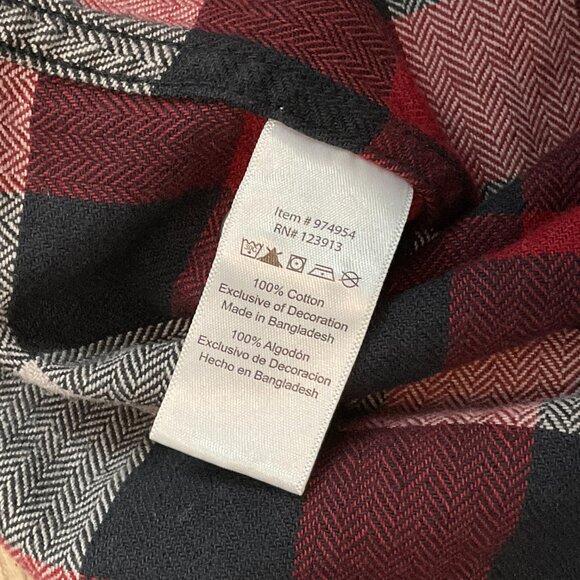 Item # 974954
RN# 123913
100% Cotton
Exclusive of Decoration
Made in Bangladesh
100% Algodón
Exclusivo de Decoracion
Hecho en Bangladesh